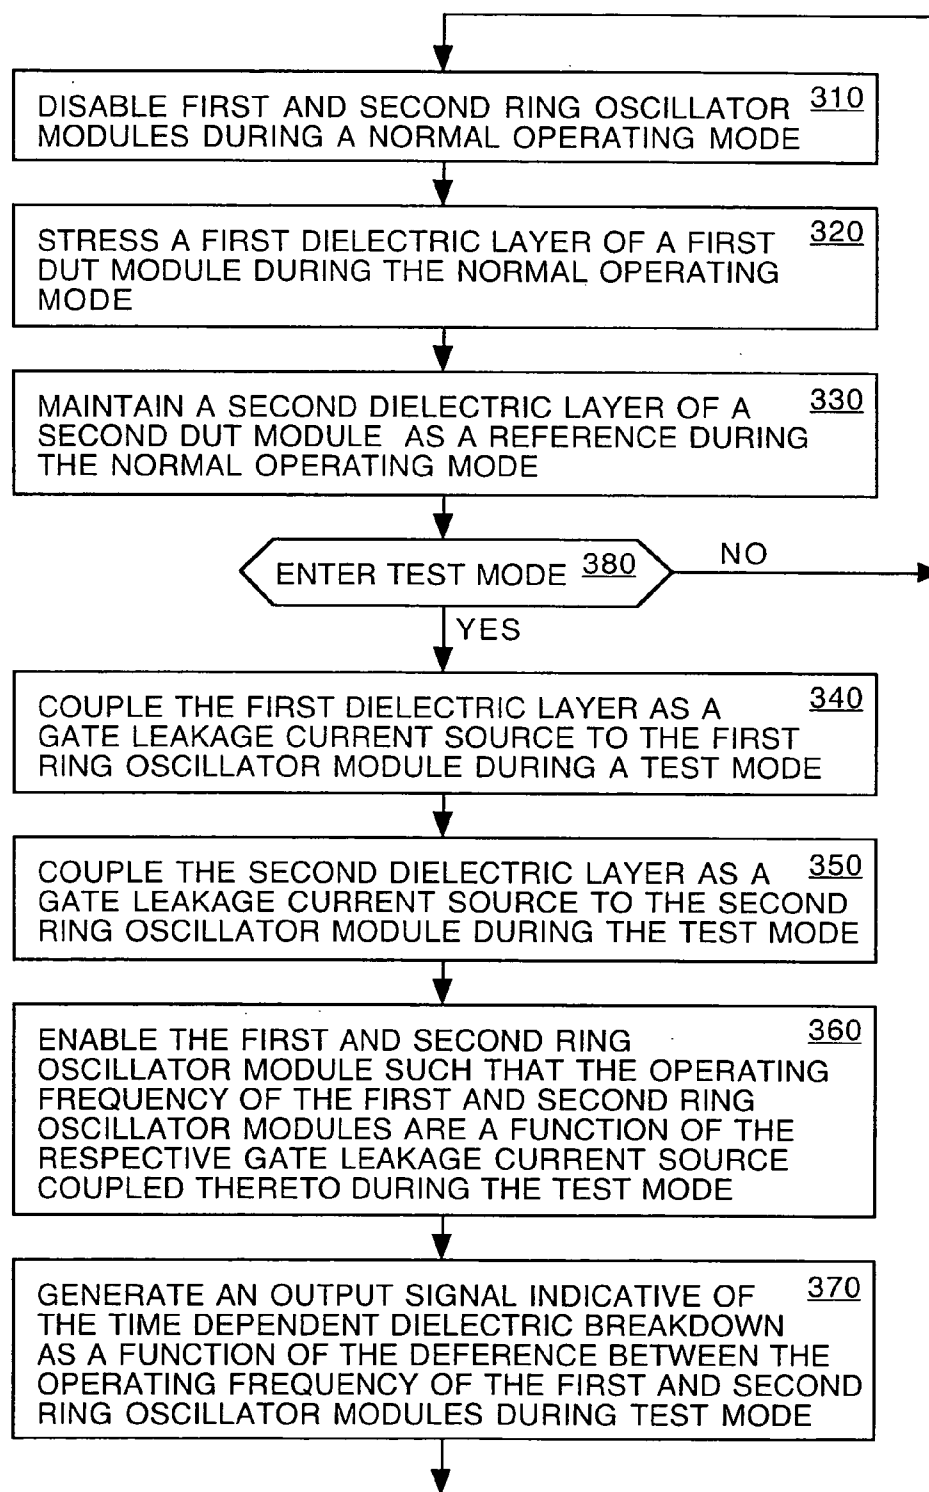 DISABLE FIRST AND SECOND RING OSCILLATOR 310
MODULES DURING A NORMAL OPERATING MODE
STRESS A FIRST DIELECTRIC LAYER OF A FIRST 320
DUT MODULE DURING THE NORMAL OPERATING
MODE
MAINTAIN A SECOND DIELECTRIC LAYER OF A 330
SECOND DUT MODULE AS A REFERENCE DURING
THE NORMAL OPERATING MODE
ENTER TEST MODE 380
NO
YES
COUPLE THE FIRST DIELECTRIC LAYER AS A 340
GATE LEAKAGE CURRENT SOURCE TO THE FIRST
RING OSCILLATOR MODULE DURING A TEST MODE
COUPLE THE SECOND DIELECTRIC LAYER AS A 350
GATE LEAKAGE CURRENT SOURCE TO THE SECOND
RING OSCILLATOR MODULE DURING THE TEST MODE
ENABLE THE FIRST AND SECOND RING 360
OSCILLATOR MODULE SUCH THAT THE OPERATING
FREQUENCY OF THE FIRST AND SECOND RING
OSCILLATOR MODULES ARE A FUNCTION OF THE
RESPECTIVE GATE LEAKAGE CURRENT SOURCE
COUPLED THERETO DURING THE TEST MODE
GENERATE AN OUTPUT SIGNAL INDICATIVE OF 370
THE TIME DEPENDENT DIELECTRIC BREAKDOWN
AS A FUNCTION OF THE DEFERENCE BETWEEN THE
OPERATING FREQUENCY OF THE FIRST AND SECOND
RING OSCILLATOR MODULES DURING TEST MODE